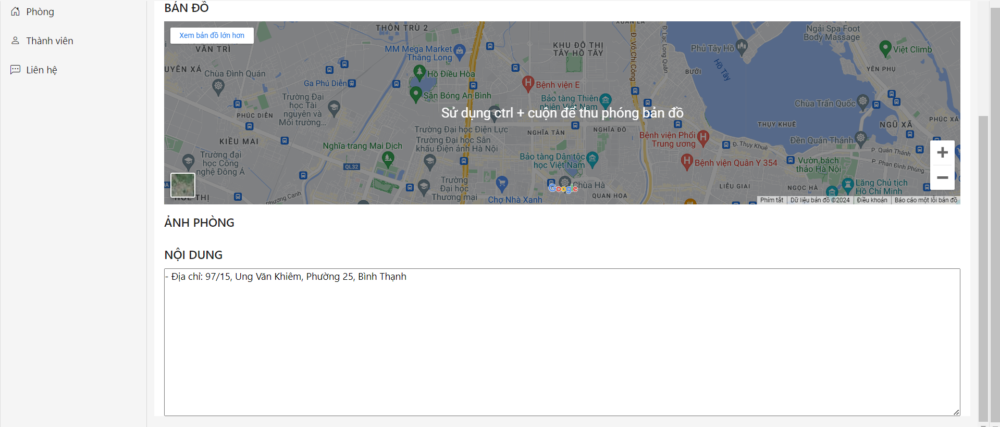 Phòng
Thành viên
Liên hệ
BẢN ĐỒ
Xem bản đồ lớn hơn
THÔN TRÙ 2
VĂN TRÌ
UYÊN XÁ
Chùa Đình Quán
Ga Phú Diễn
MM Mega Market
Thăng Long
Hồ Điều Hòa
Sân Bóng An Bình
XUÂN LA
Đ. Võ Chí Công
Đ. Lạc Long Quân
KHU ĐÔ THỊ
TÂY HỒ TÂY
Bệnh viện E
Bảo tàng Thiên
nhiên Việt Nam
Ngải Spa Foot
Body Massage
Phủ Tây Hồ
Việt Climb
Hồ Tây
BƯỞI
YÊN PHỤ
Chùa Trấn Quốc
Trường Đại
học Tài
nguyên và
Môi trường...
PHÚC DIỄN
Sử dụng ctrl + cuộn để thu phóng bản đồ
Trường Đại học Điện Lực
Trường Đại học Sân
khấu Điện ảnh Hà Nội
NGHĨA TÂN
NGHĨA ĐÔ
THỤY KHUÊ
NGŨ XÃ
PHÚC XÁ
KIỀU MAI
Nghĩa trang Mai Dịch
Bệnh viện Phổi
Trung ương
Đ. Thụy Khuê
Đền Quán Thánh
P. Quán Thánh
P. Phan Đình Phùng
Trường đại
học Công
nghệ Đông Á
QL32
Bảo tàng Dân tộc
học Việt Nam
Bệnh viện Quân Y 354
Vườn bách
thảo Hà Nội
Trường
Đại học
Thương mại
Chợ Nhà Xanh
Chùa Hà
Google
QUAN HOA
LIỄU GIAI
NGỌC HÀ
Lăng Chủ tịch
Hồ Chí Minh
HÒE THỊ
Phương Canh
Phím tắt
Dữ liệu bản đồ ©2024
Điều khoản
Báo cáo một lỗi bản đồ
ẢNH PHÒNG
NỘI DUNG
- Địa chỉ: 97/15, Ung Văn Khiêm, Phường 25, Bình Thạnh